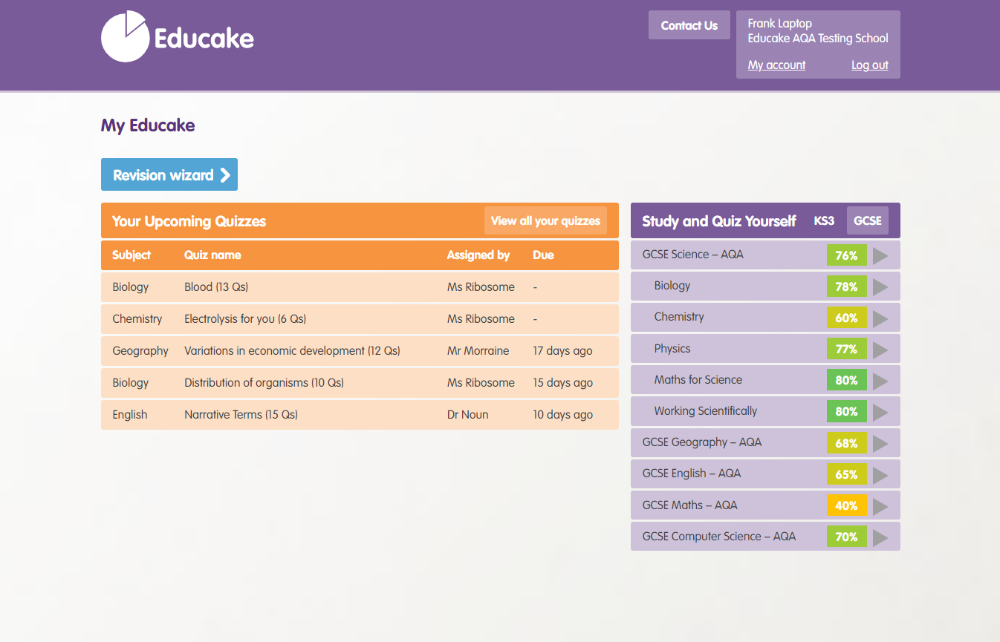 Educake
Contact Us
Frank Laptop
Educake AQA Testing School
My account Log out
My Educake
Revision wizard
Your Upcoming Quizzes View all your quizzes
Subject Quiz name Assigned by Due
Biology Blood (13 Qs) Ms Ribosome -
Chemistry Electrolysis for you (6 Qs) Ms Ribosome -
Geography Variations in economic development (12 Qs) Mr Morraine 17 days ago
Biology Distribution of organisms (10 Qs) Ms Ribosome 15 days ago
English Narrative Terms (15 Qs) Dr Noun 10 days ago
Study and Quiz Yourself KS3 GCSE
GCSE Science – AQA 76%
Biology 78%
Chemistry 60%
Physics 77%
Maths for Science 80%
Working Scientifically 80%
GCSE Geography – AQA 68%
GCSE English – AQA 65%
GCSE Maths – AQA 40%
GCSE Computer Science – AQA 70%